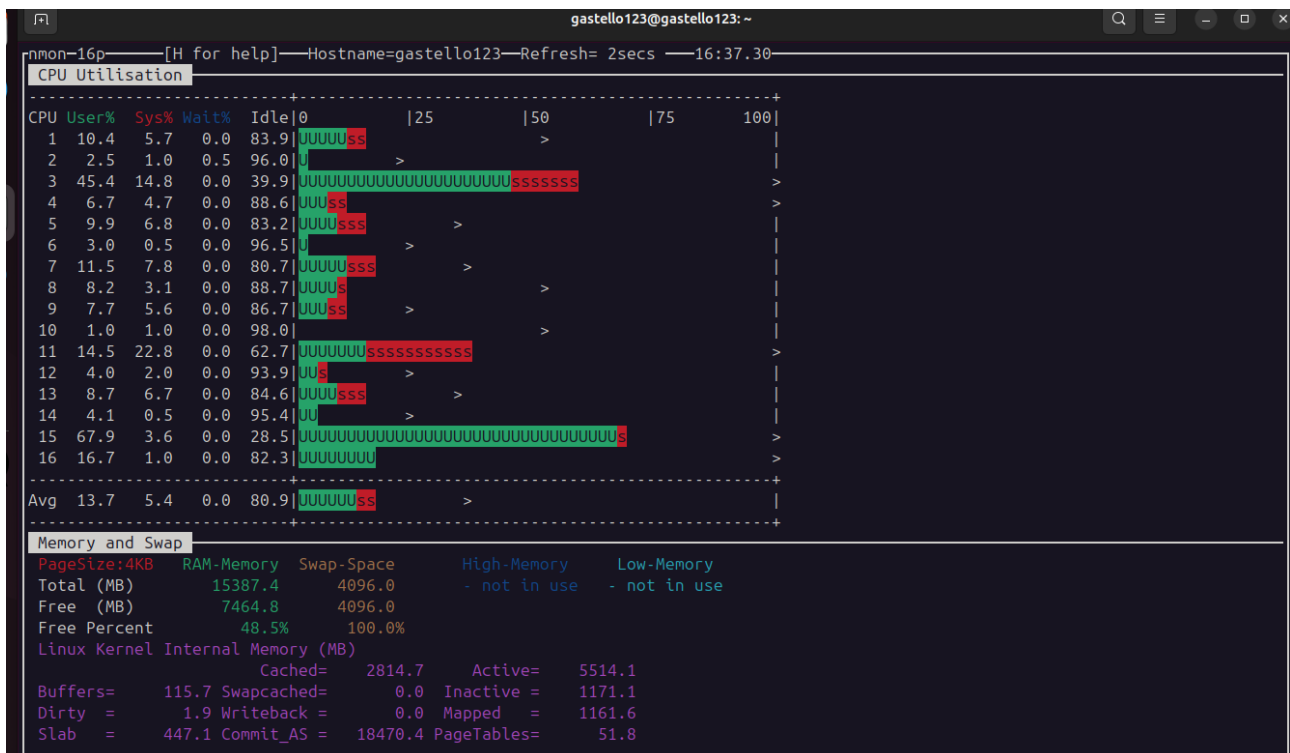 gastello123@gastello123: ~
nmon-16p [H for help] Hostname=gastello123 Refresh= 2secs 16:37.30
CPU Utilisation
CPU User% Sys% Wait% Idle|0 |25 |50 |75 100|
1 10.4 5.7 0.0 83.9|UUUUUss >
2 2.5 1.0 0.5 96.0|U >
3 45.4 14.8 0.0 39.9|UUUUUUUUUUUUUUUUUUUUUUsssssss >
4 6.7 4.7 0.0 88.6|UUUss >
5 9.9 6.8 0.0 83.2|UUUUsss >
6 3.0 0.5 96.5|U >
7 11.5 7.8 0.0 80.7|UUUUUsss >
8 8.2 3.1 0.0 88.7|UUUUs >
9 7.7 5.6 0.0 86.7|UUUss >
10 1.0 1.0 0.0 98.0| >
11 14.5 22.8 0.0 62.7|UUUUUUUsssssssssss >
12 4.0 2.0 0.0 93.9|UUs >
13 8.7 6.7 0.0 84.6|UUUUsss >
14 4.1 0.5 0.0 95.4|UU >
15 67.9 3.6 0.0 28.5|UUUUUUUUUUUUUUUUUUUUUUUUUUUUUUUUUs >
16 16.7 1.0 0.0 82.3|UUUUUUUU >
Avg 13.7 5.4 0.0 80.9|UUUUUUss >
Memory and Swap
PageSize:4KB RAM-Memory Swap-Space High-Memory Low-Memory
Total (MB) 15387.4 4096.0 - not in use - not in use
Free (MB) 7464.8 4096.0
Free Percent 48.5% 100.0%
Linux Kernel Internal Memory (MB)
Cached= 2814.7 Active= 5514.1
Buffers= 115.7 Swapcached= 0.0 Inactive = 1171.1
Dirty = 1.9 Writeback = 0.0 Mapped = 1161.6
Slab = 447.1 Commit_AS = 18470.4 PageTables= 51.8